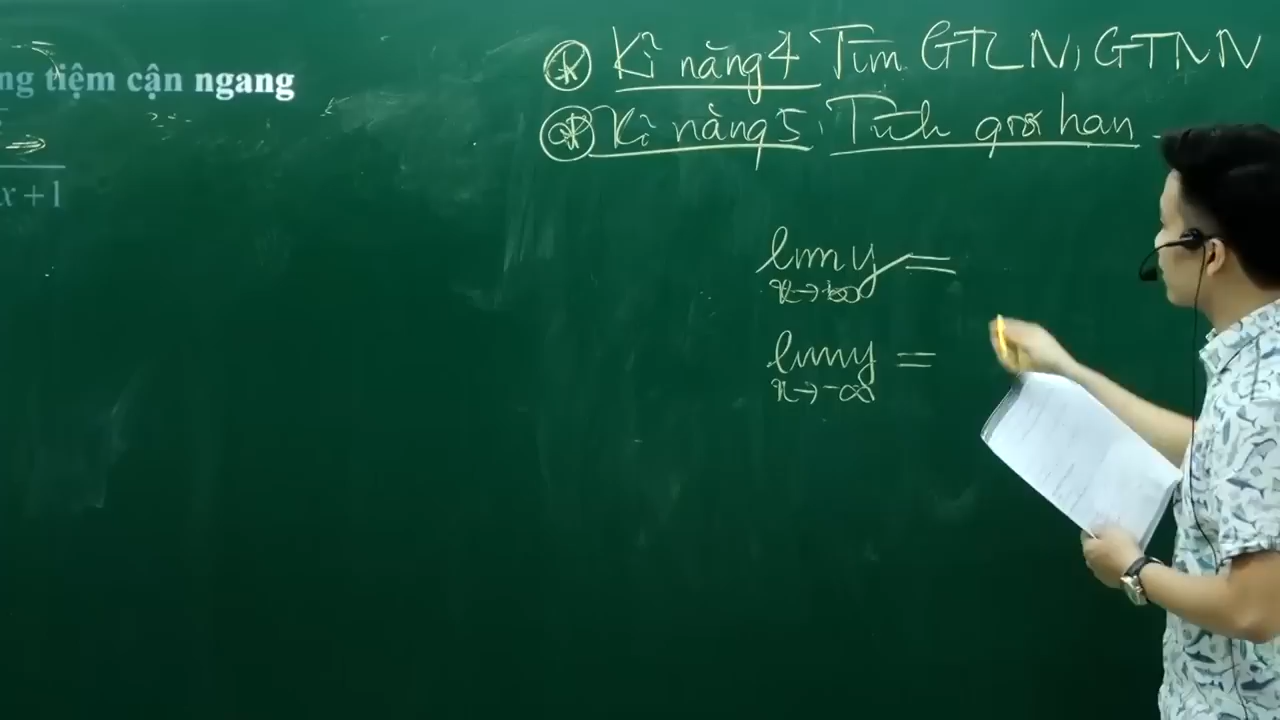 ng tiệm cận ngang
x + 1
Kĩ năng 4 Tìm GTLN, GTNN
Kĩ năng 5. Tính giới hạn
lim y =
x→+∞
lim y =
x→-∞